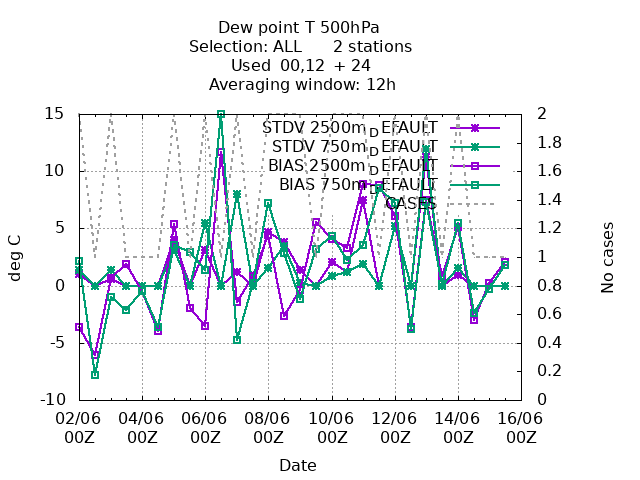 Dew point T 500hPa
Selection: ALL 2 stations
Used 00,12 + 24
Averaging window: 12h
15
10
5
0
-5
-10
deg C
2
1.8
1.6
1.4
1.2
1
0.8
0.6
0.4
0.2
0
No cases
STDV 2500m_DEFAULT
STDV 750m_DEFAULT
BIAS 2500m_DEFAULT
BIAS 750m_DEFAULT
CASES
02/06 04/06 06/06 08/06 10/06 12/06 14/06 16/06
00Z 00Z 00Z 00Z 00Z 00Z 00Z 00Z
Date